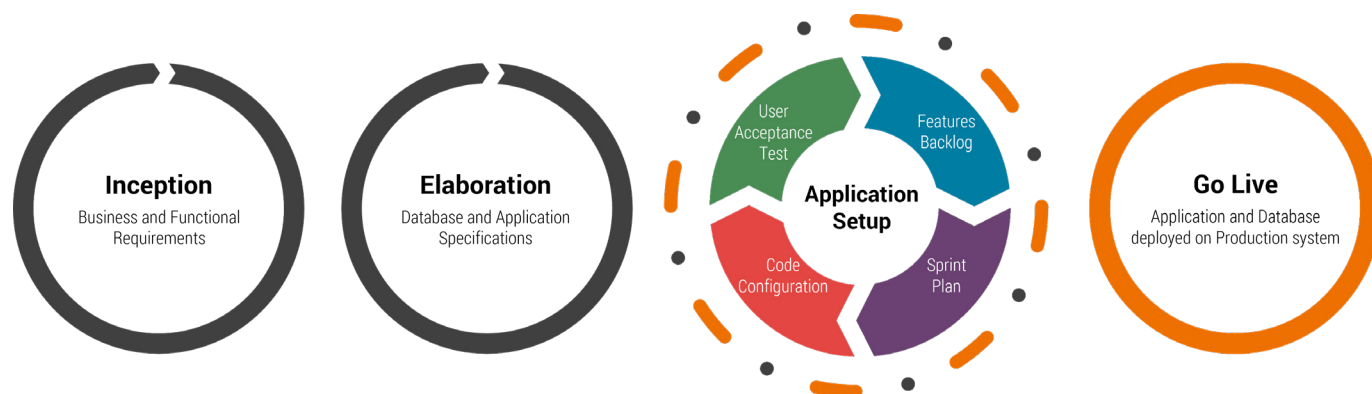 Inception
Business and Functional
Requirements
Elaboration
Database and Application
Specifications
User
Acceptance
Test
Features
Backlog
Application
Setup
Code
Configuration
Sprint
Plan
Go Live
Application and Database
deployed on Production system